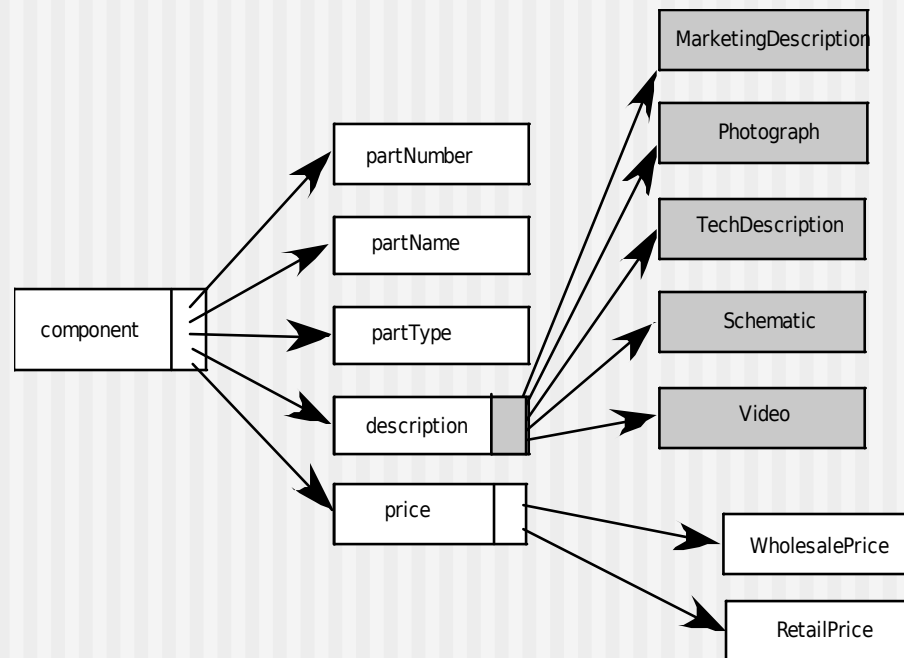 component
partNumber
partName
partType
description
price
MarketingDescription
Photograph
TechDescription
Schematic
Video
WholesalePrice
RetailPrice